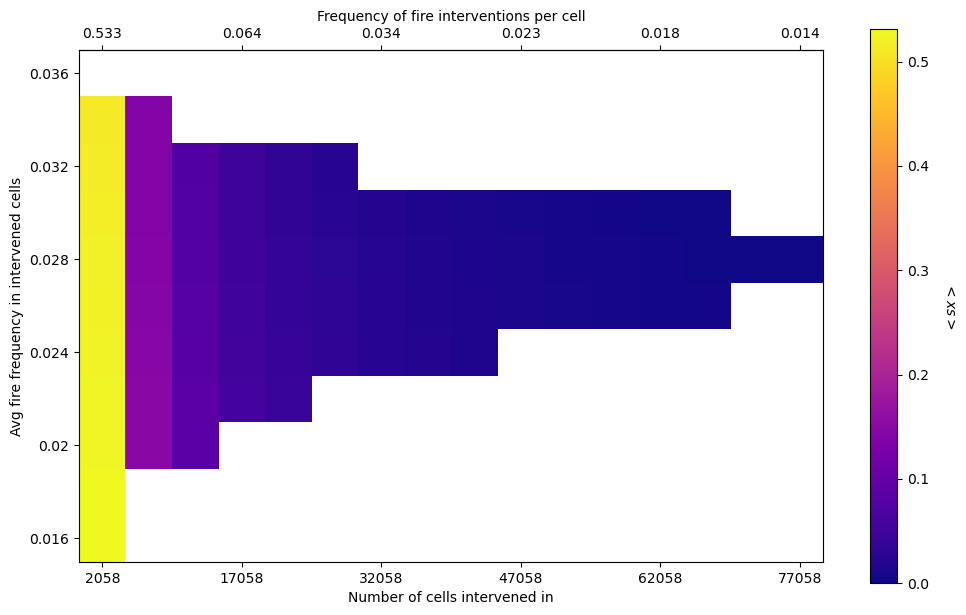 Frequency of fire interventions per cell
0.533 0.064 0.034 0.023 0.018 0.014
0.036
0.032
0.028
0.024
0.02
0.016
Avg fire frequency in intervened cells
2058 17058 32058 47058 62058 77058
Number of cells intervened in
0.5
0.4
0.3
0.2
0.1
0.0
< xs >